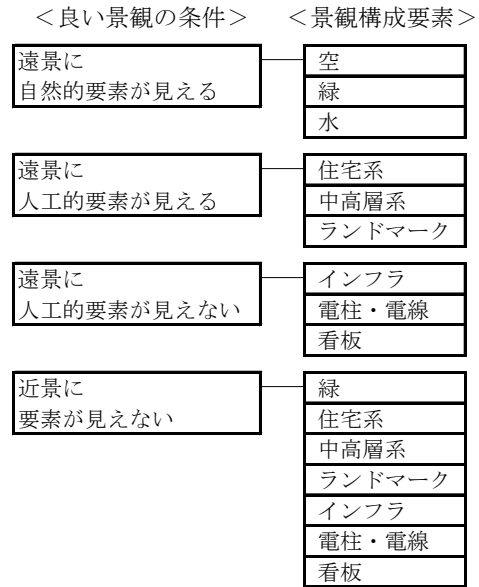 ＜良い景観の条件＞ ＜景観構成要素＞
遠景に
自然的要素が見える
空
緑
水
遠景に
人工的要素が見える
住宅系
中高層系
ランドマーク
遠景に
人工的要素が見えない
インフラ
電柱・電線
看板
近景に
要素が見えない
緑
住宅系
中高層系
ランドマーク
インフラ
電柱・電線
看板